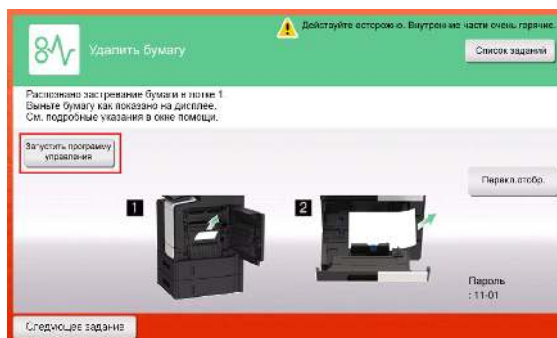 Действуйте осторожно. Внутренние части очень горячие.
Удалить бумагу
Список заданий
Распознано застревание бумаги в лотке 1.
Выньте бумагу как показано на дисплее.
См. подробные указания в окне помощи.
Запустить программу
управления
Перекл.отобр.
1
2
Пароль
: 11-01
Следующее задание